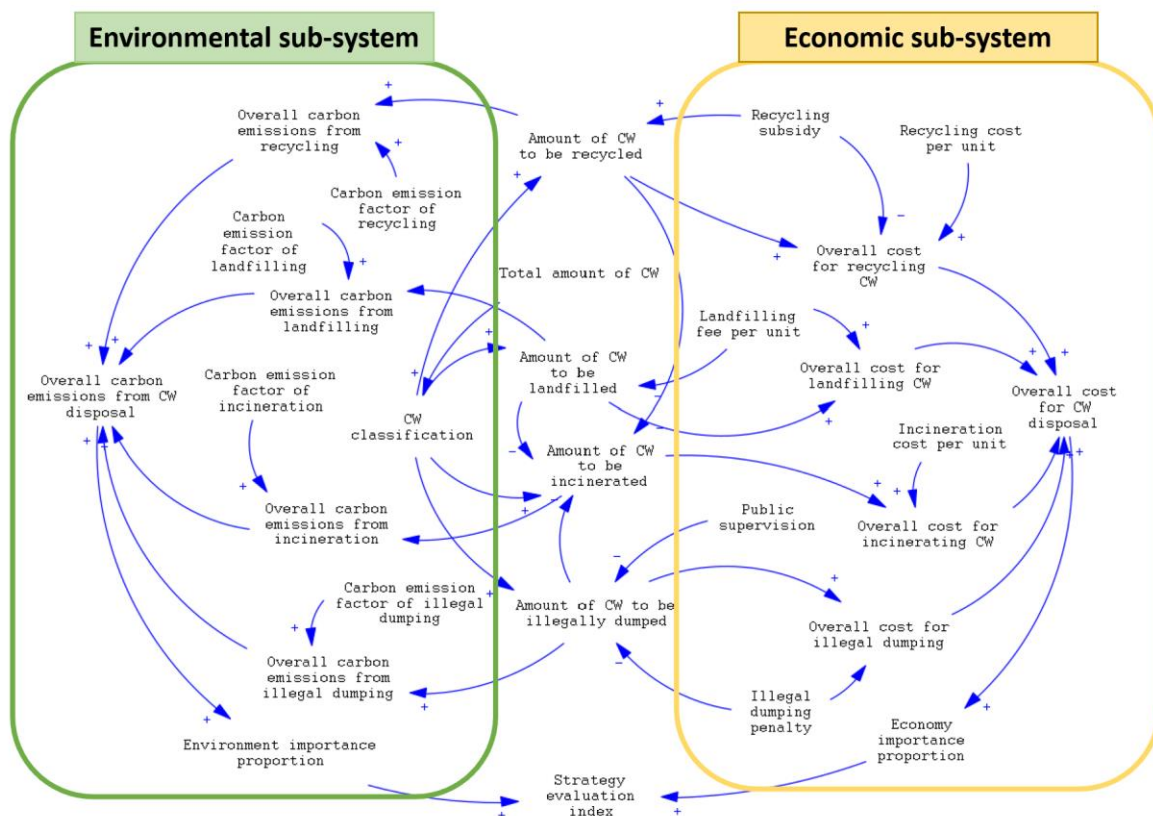 Environmental sub-system
Economic sub-system
Overall carbon
emissions from
recycling
Amount of CW
to be recycled
Recycling
subsidy
Recycling cost
per unit
Carbon emission
factor of
recycling
Carbon
emission
factor of
landfilling
Overall cost
for recycling
CW
Total amount of CW
Overall carbon
emissions from
landfilling
Landfilling
fee per unit
Overall carbon
emissions from CW
disposal
Carbon emission
factor of
incineration
Amount of CW
to be
landfilled
Overall cost for
landfilling CW
Overall cost
for CW
disposal
CW
classification
Incineration
cost per unit
Amount of CW
to be
incinerated
Overall carbon
emissions from
incineration
Public
supervision
Overall cost for
incinerating CW
Carbon emission
factor of illegal
dumping
Amount of CW to be
illegally dumped
Overall cost for
illegal dumping
Overall carbon
emissions from
illegal dumping
Illegal
dumping
penalty
Environment importance
proportion
Economy
importance
proportion
Strategy
evaluation
index